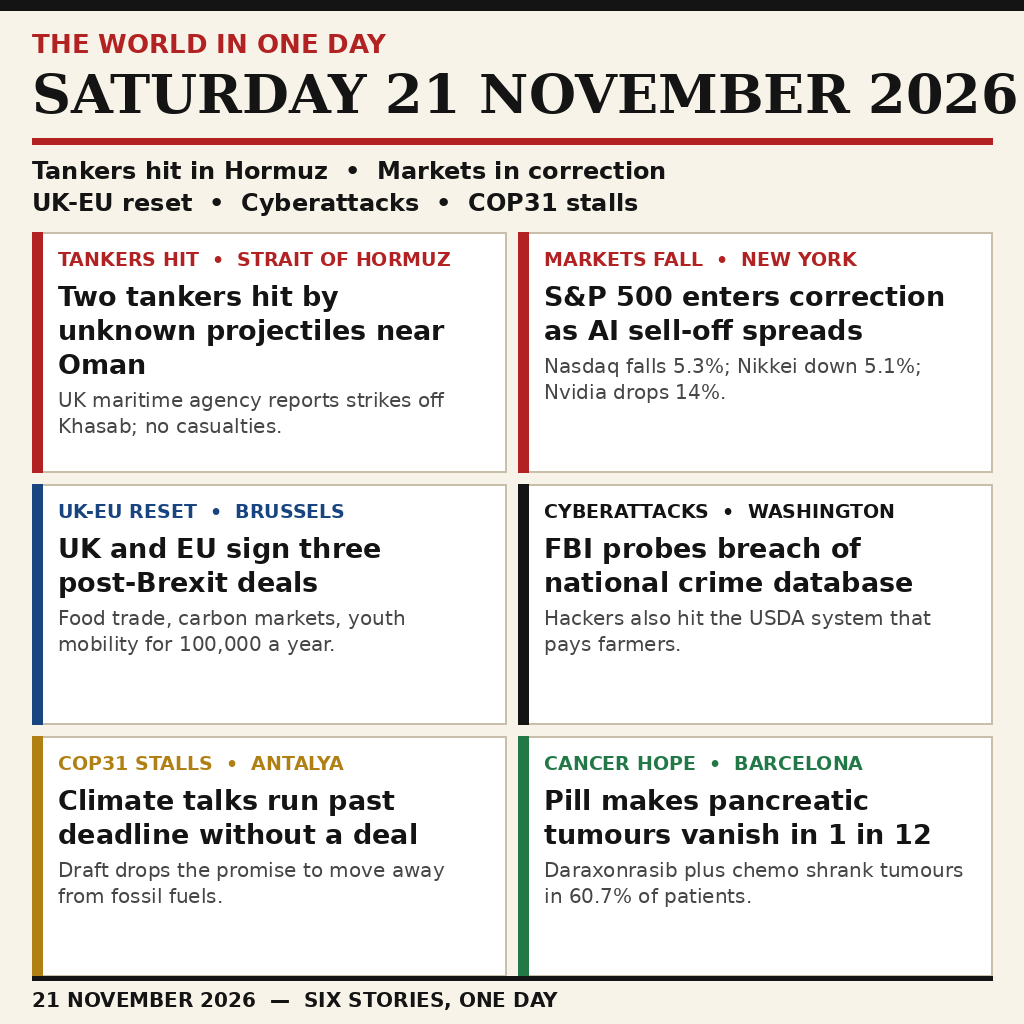 THE WORLD IN ONE DAY
SATURDAY 21 NOVEMBER 2026
Tankers hit in Hormuz • Markets in correction
UK-EU reset • Cyberattacks • COP31 stalls
TANKERS HIT • STRAIT OF HORMUZ
Two tankers hit by
unknown projectiles near
Oman
UK maritime agency reports strikes off
Khasab; no casualties.
MARKETS FALL • NEW YORK
S&P 500 enters correction
as AI sell-off spreads
Nasdaq falls 5.3%; Nikkei down 5.1%;
Nvidia drops 14%.
UK-EU RESET • BRUSSELS
UK and EU sign three
post-Brexit deals
Food trade, carbon markets, youth
mobility for 100,000 a year.
CYBERATTACKS • WASHINGTON
FBI probes breach of
national crime database
Hackers also hit the USDA system that
pays farmers.
COP31 STALLS • ANTALYA
Climate talks run past
deadline without a deal
Draft drops the promise to move away
from fossil fuels.
CANCER HOPE • BARCELONA
Pill makes pancreatic
tumours vanish in 1 in 12
Daraxonrasib plus chemo shrank tumours
in 60.7% of patients.
21 NOVEMBER 2026 — SIX STORIES, ONE DAY